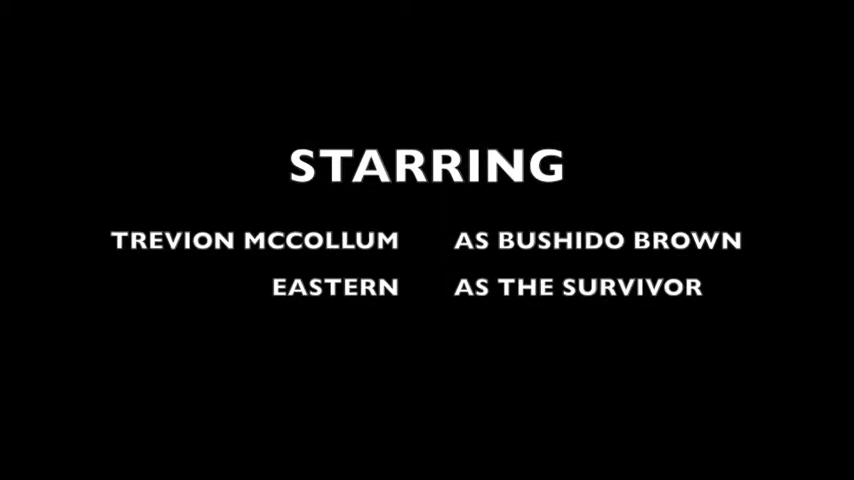 STARRING
TREVION MCCOLLUM AS BUSHIDO BROWN
EASTERN AS THE SURVIVOR